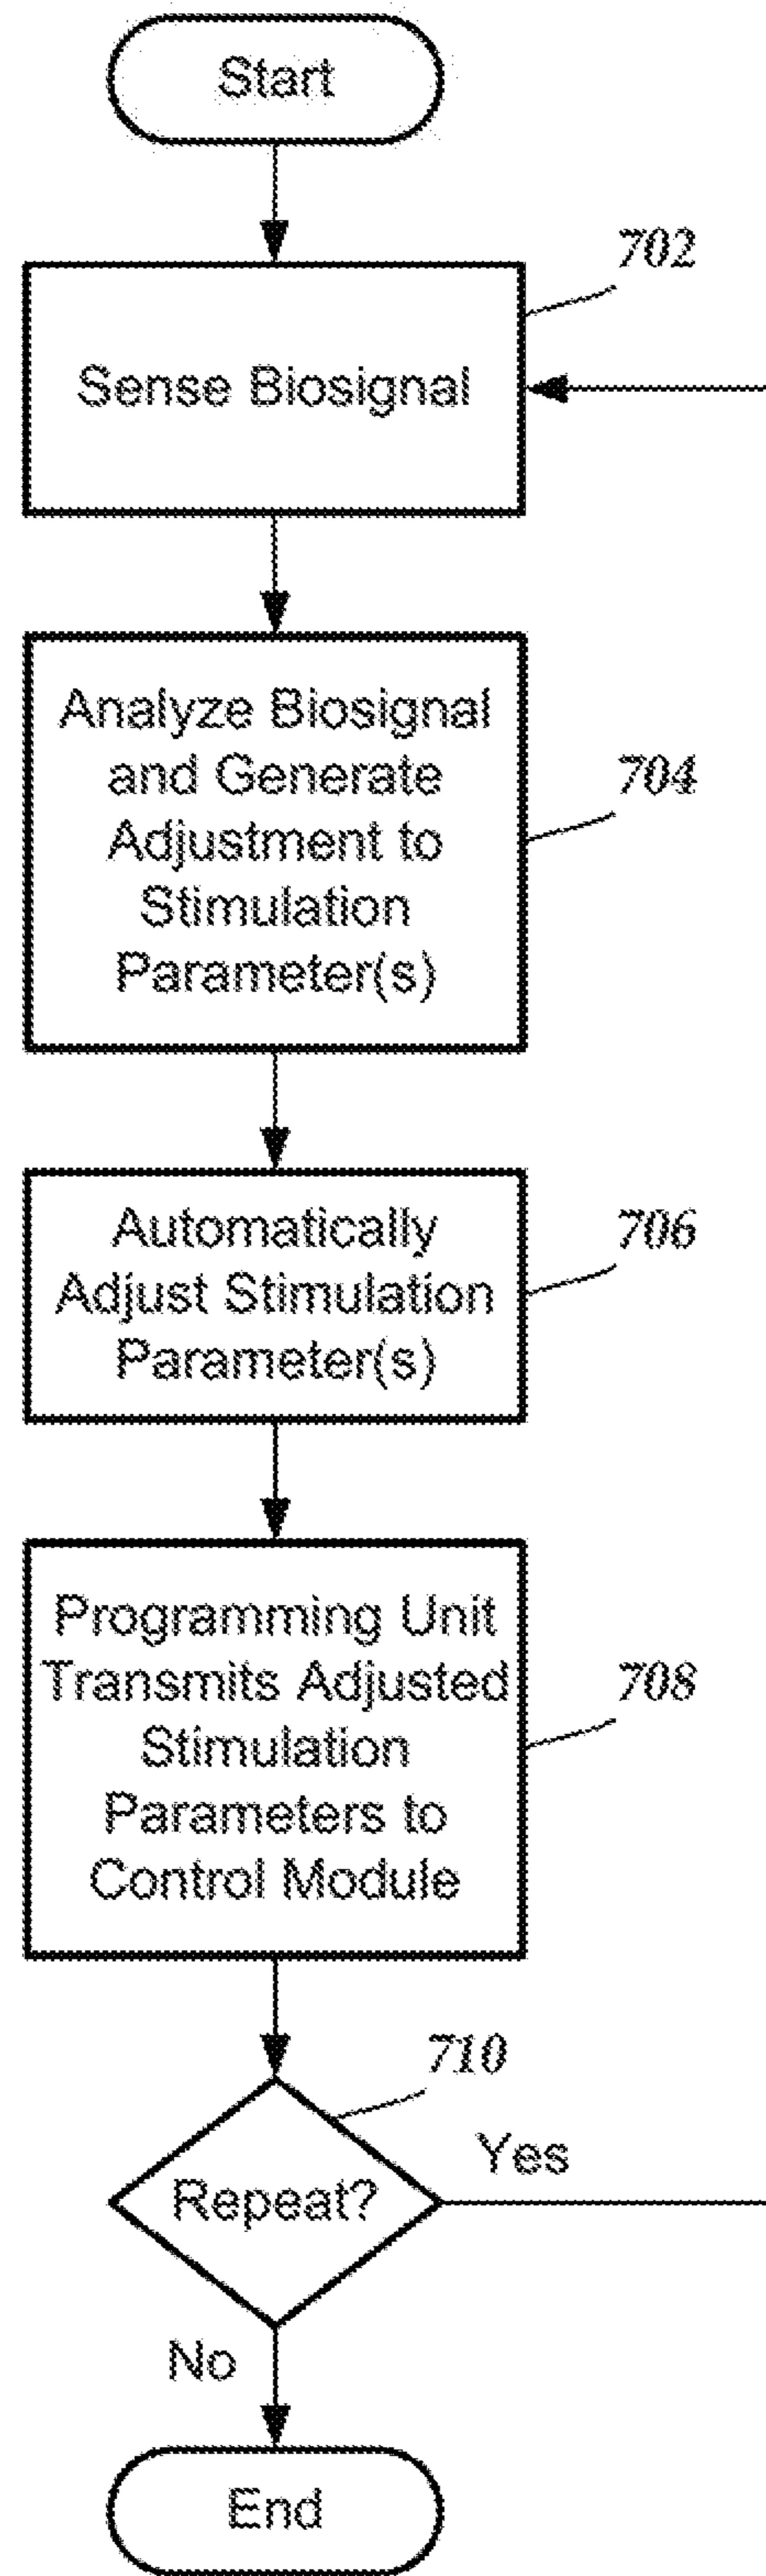 Start
702
Sense Biosignal
Analyze Biosignal
and Generate
Adjustment to
Stimulation
Parameter(s)
704
Automatically
Adjust Stimulation
Parameter(s)
706
Programming Unit
Transmits Adjusted
Stimulation
Parameters to
Control Module
708
710
Repeat?
Yes
No
End